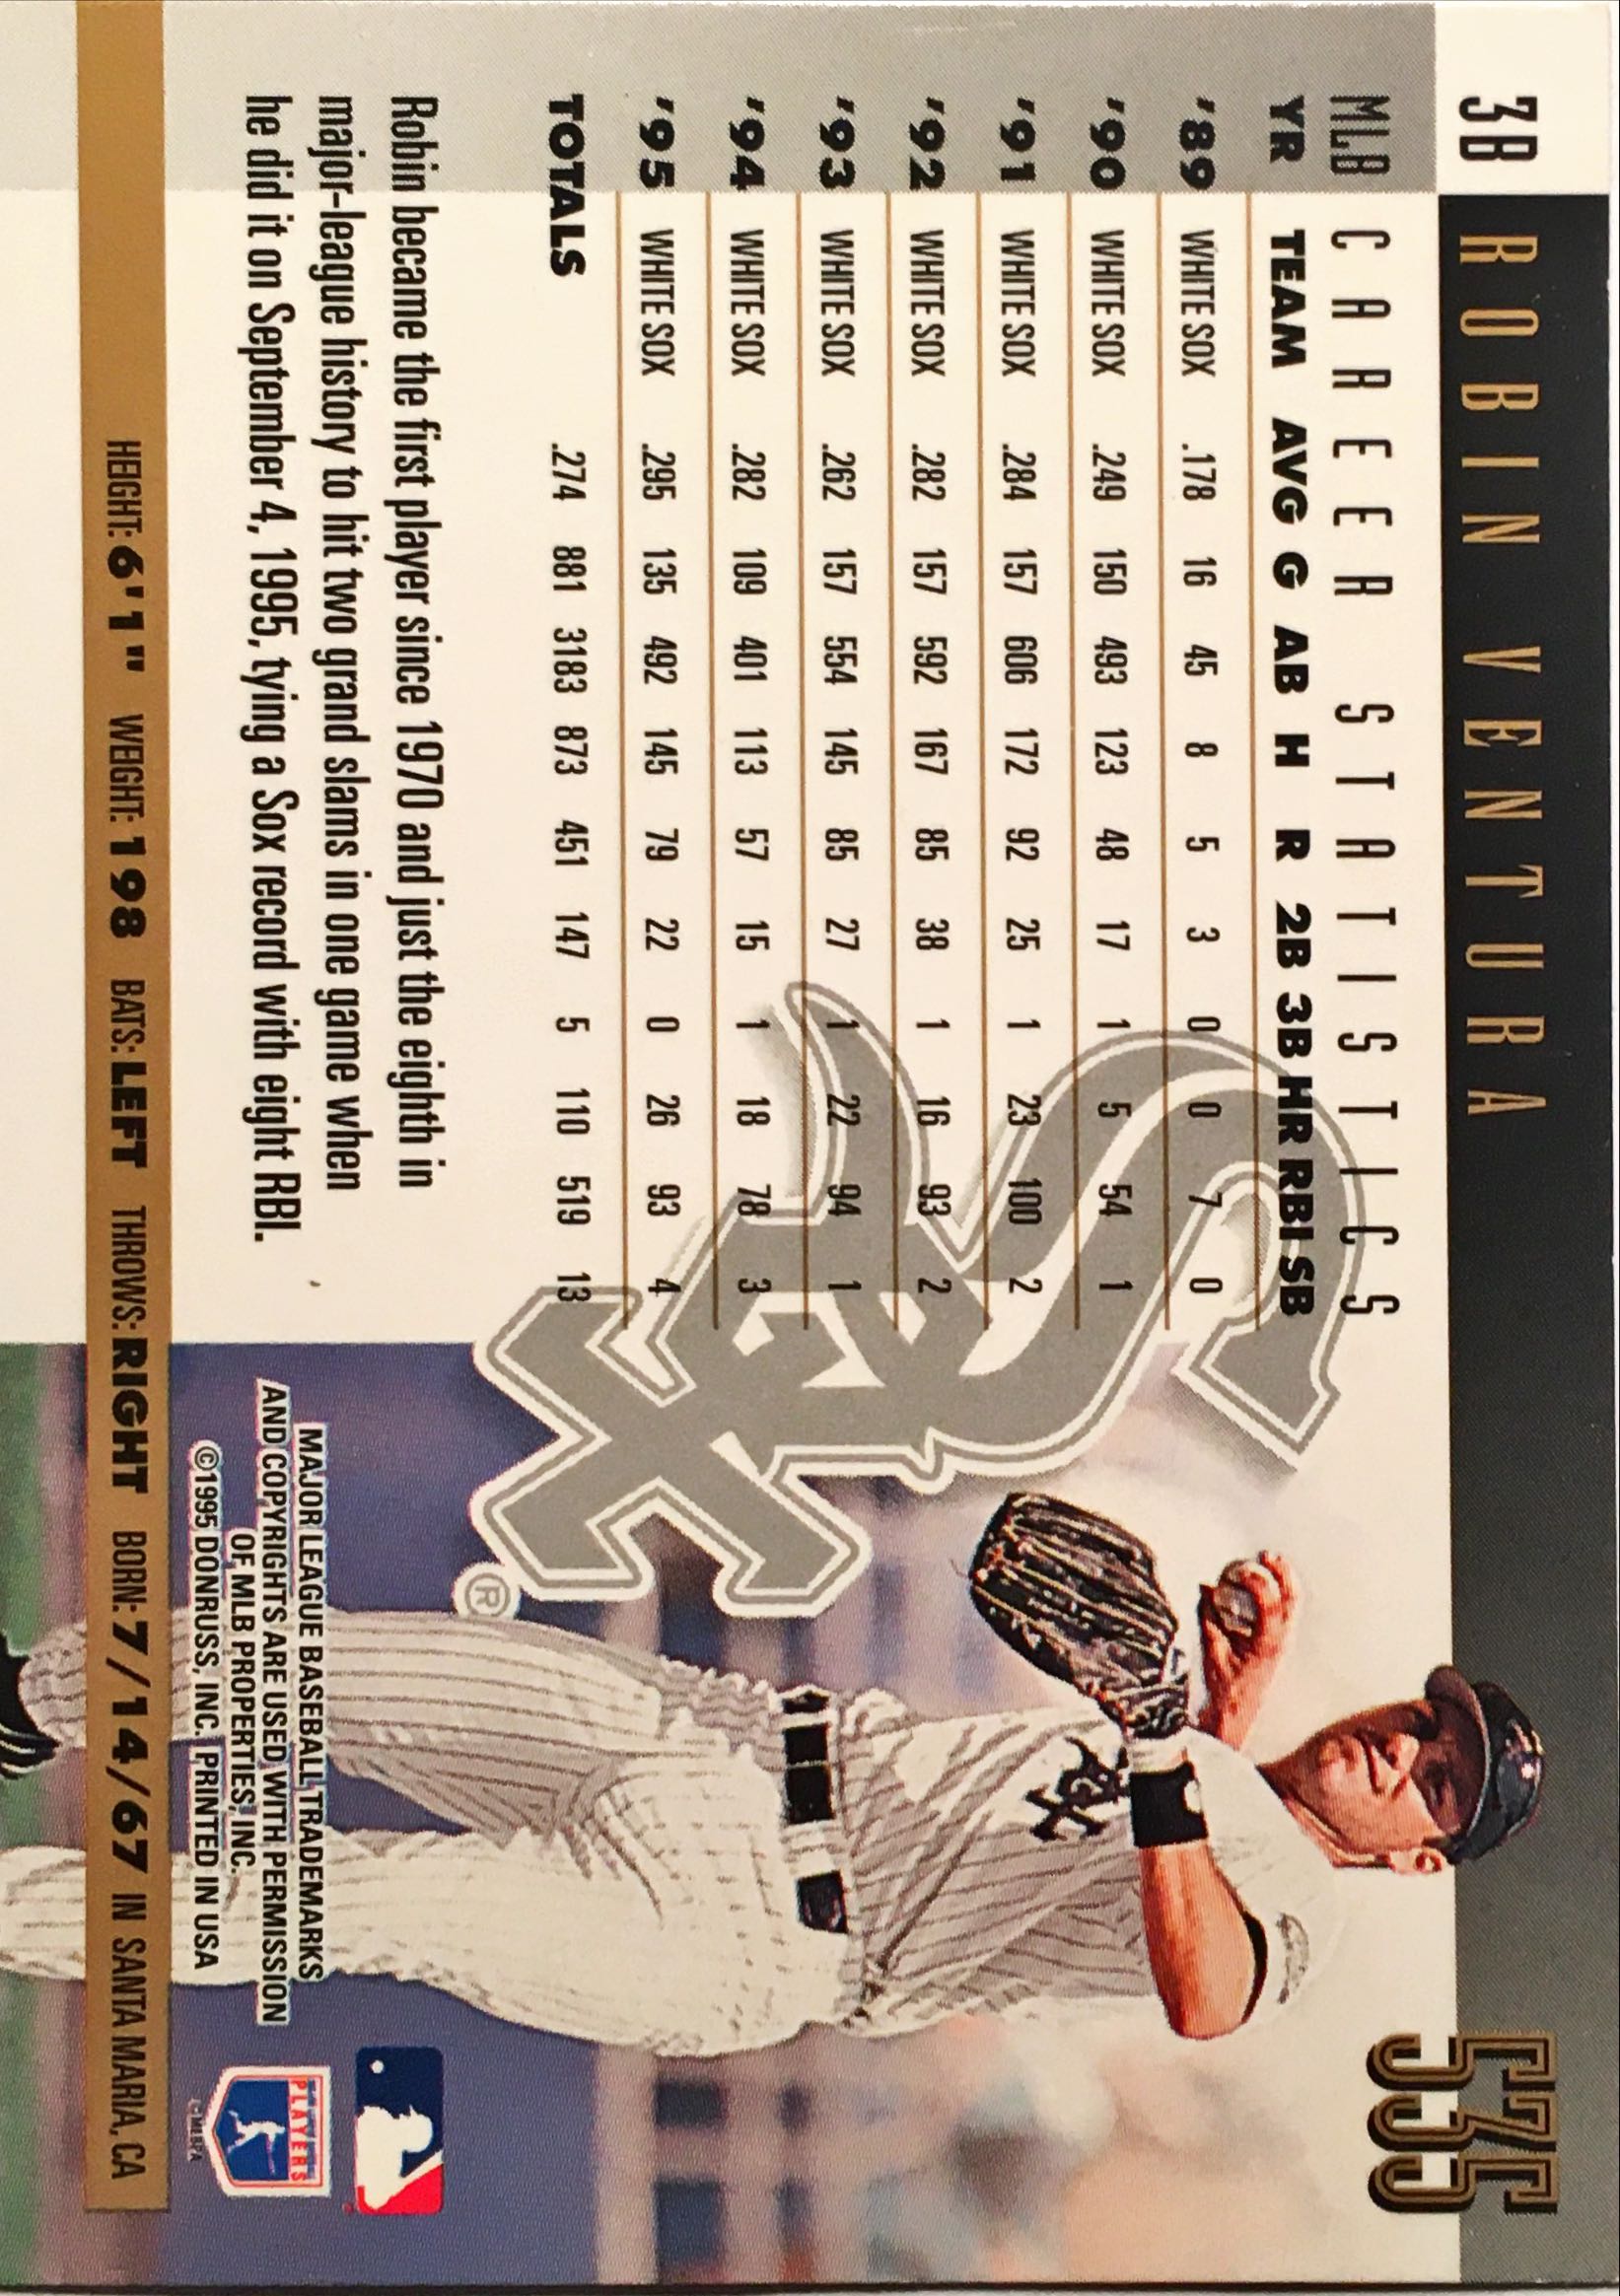 3B ROBIN VENTURA 535
MLB CAREER STATISTICS
YR TEAM AVG G AB H R 2B 3B HR RBI SB
'89 WHITE SOX .178 16 45 8 5 3 0 0 7 0
'90 WHITE SOX .249 150 493 123 48 17 1 5 54 1
'91 WHITE SOX .284 157 606 172 92 25 1 23 100 2
'92 WHITE SOX .282 157 592 167 85 38 1 16 93 2
'93 WHITE SOX .262 157 554 145 85 27 1 22 94 1
'94 WHITE SOX .282 109 401 113 57 15 1 18 78 3
'95 WHITE SOX .295 135 492 145 79 22 0 26 93 4
TOTALS .274 881 3183 873 451 147 5 110 519 13
Sox
®
Sox
Robin became the first player since 1970 and just the eighth in
major-league history to hit two grand slams in one game when
he did it on September 4, 1995, tying a Sox record with eight RBI.
MAJOR LEAGUE BASEBALL TRADEMARKS
AND COPYRIGHTS ARE USED WITH PERMISSION
OF MLB PROPERTIES, INC.
©1995 DONRUSS, INC. PRINTED IN USA
PLAYERS
©MLBPA
HEIGHT: 6'1" WEIGHT: 198 BATS: LEFT THROWS: RIGHT BORN: 7/14/67 IN SANTA MARIA, CA